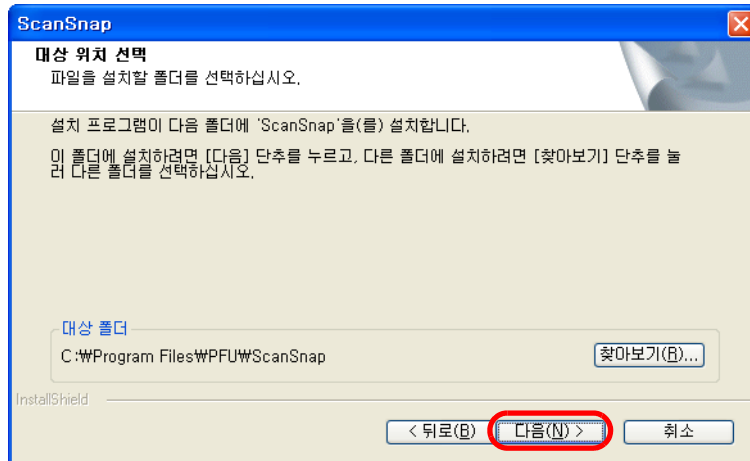 ScanSnap
대상 위치 선택
파일을 설치할 폴더를 선택하십시오.
설치 프로그램이 다음 폴더에 'ScanSnap'을(를) 설치합니다.
이 폴더에 설치하려면 [다음] 단추를 누르고, 다른 폴더에 설치하려면 [찾아보기] 단추를 눌
러 다른 폴더를 선택하십시오.
대상 폴더
C:₩Program Files₩PFU₩ScanSnap
찾아보기(R)...
InstallShield
< 뒤로(B)
다음(N) >
취소